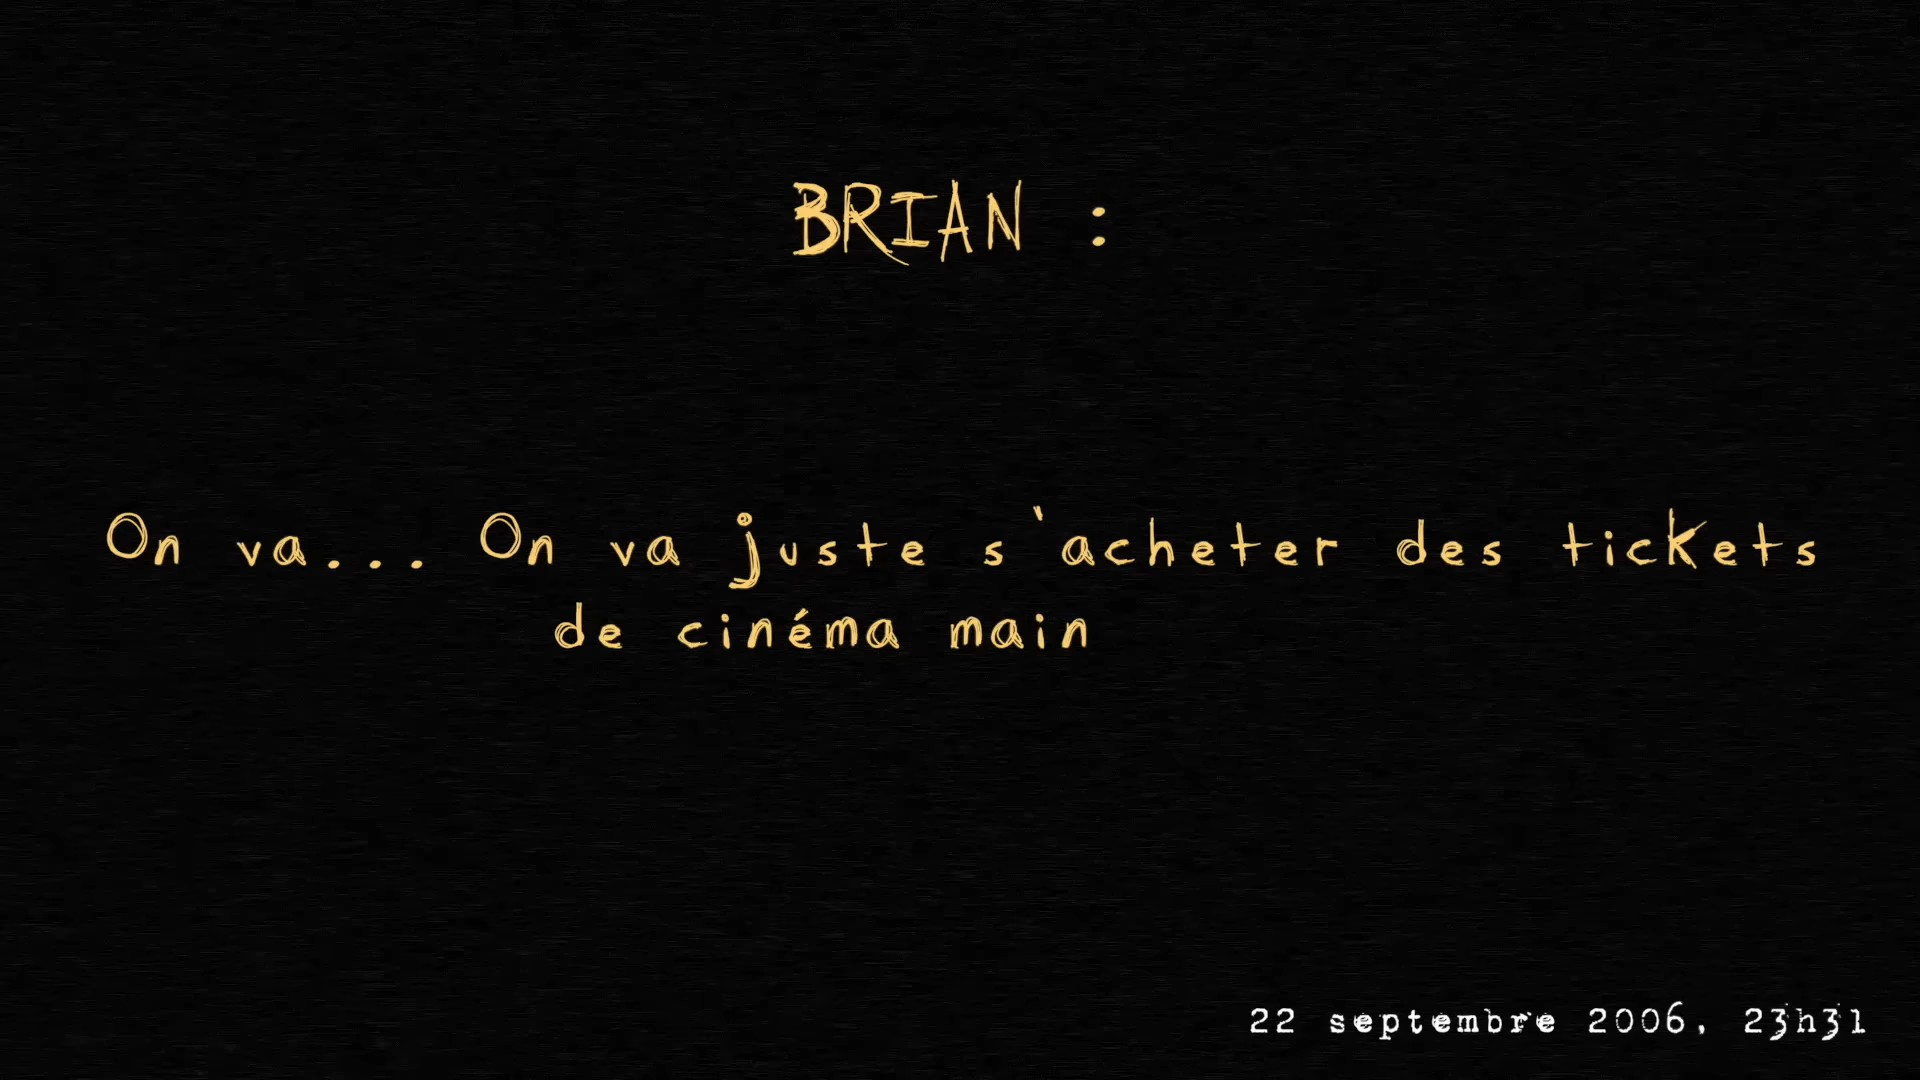 BRIAN :
On va... On va juste s'acheter des tickets
de cinéma main
22 septembre 2006, 23h31